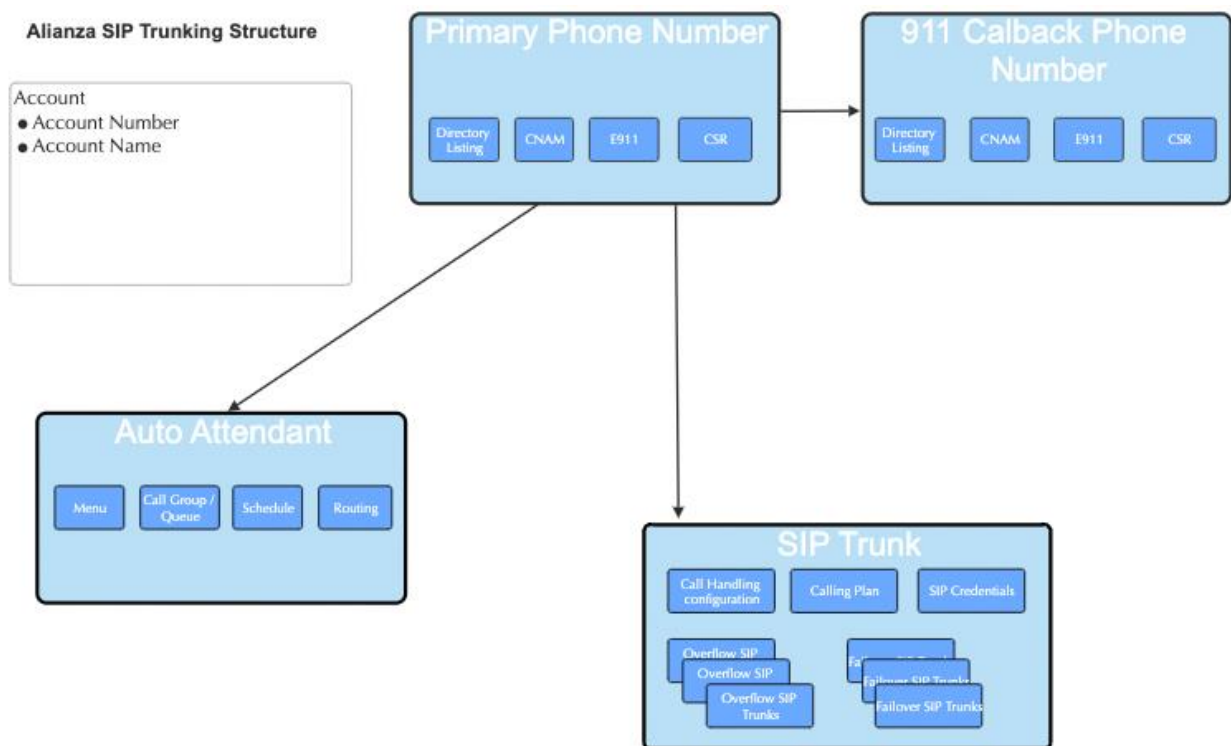 Alianza SIP Trunking Structure
Account
• Account Number
• Account Name
Primary Phone Number
Directory
Listing
CNAM
E911
CSR
911 Calback Phone
Number
Directory
Listing
CNAM
E911
CSR
Auto Attendant
Menu
Call Group /
Queue
Schedule
Routing
SIP Trunk
Call Handling
configuration
Calling Plan
SIP Credentials
Overflow SIP
Overflow SIP
Overflow SIP
Trunks
Failover SIP Trunks
Failover SIP Trunks